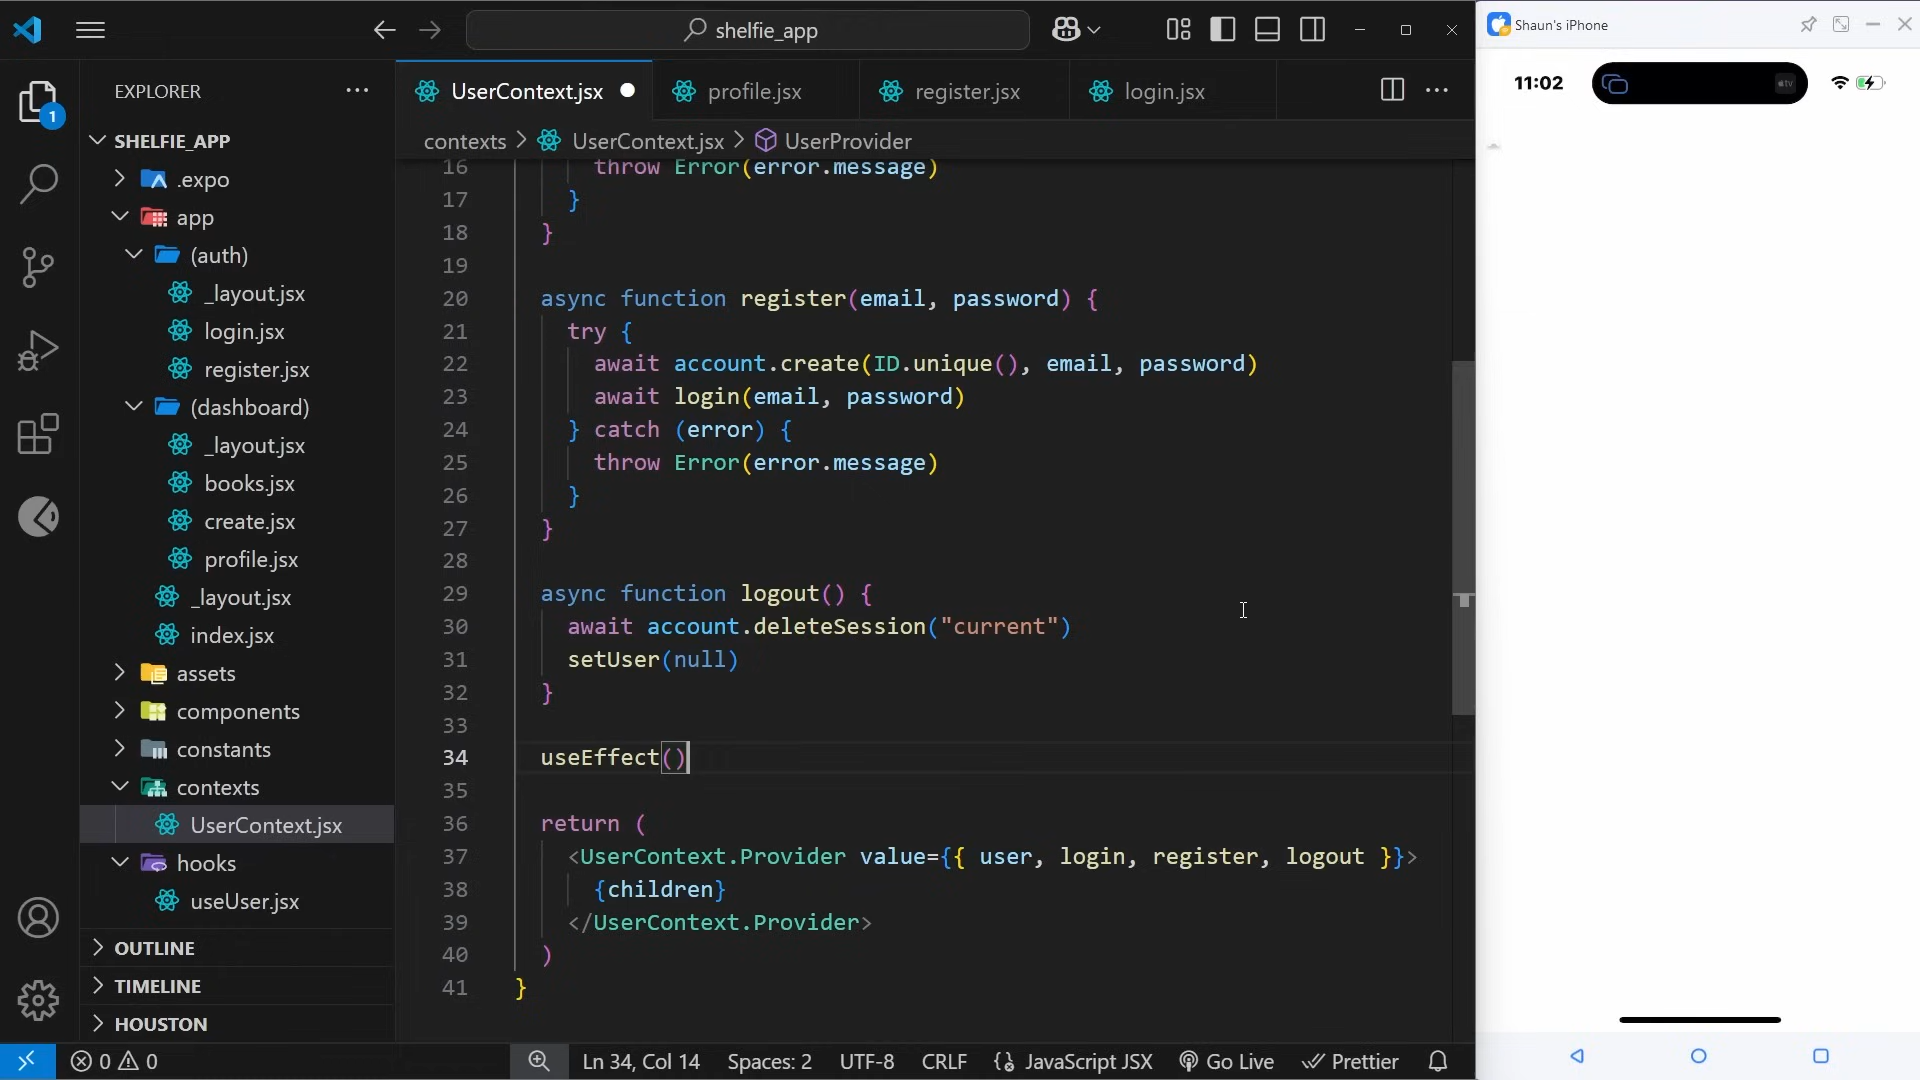 shelfie_app
Shaun's iPhone
EXPLORER
UserContext.jsx
profile.jsx
register.jsx
login.jsx
11:02
tv
1
SHELFIE_APP
contexts > UserContext.jsx > UserProvider
.expo
app
(auth)
_layout.jsx
login.jsx
register.jsx
(dashboard)
_layout.jsx
books.jsx
create.jsx
profile.jsx
_layout.jsx
index.jsx
assets
components
constants
contexts
UserContext.jsx
hooks
useUser.jsx
OUTLINE
TIMELINE
HOUSTON
16 throw Error(error.message)
17 }
18 }
19
20 async function register(email, password) {
21 try {
22 await account.create(ID.unique(), email, password)
23 await login(email, password)
24 } catch (error) {
25 throw Error(error.message)
26 }
27 }
28
29 async function logout() {
30 await account.deleteSession("current")
31 setUser(null)
32 }
33
34 useEffect()
35
36 return (
37 <UserContext.Provider value={{ user, login, register, logout }}>
38 {children}
39 </UserContext.Provider>
40 )
41 }
0 0
Ln 34, Col 14
Spaces: 2
UTF-8
CRLF
JavaScript JSX
Go Live
Prettier